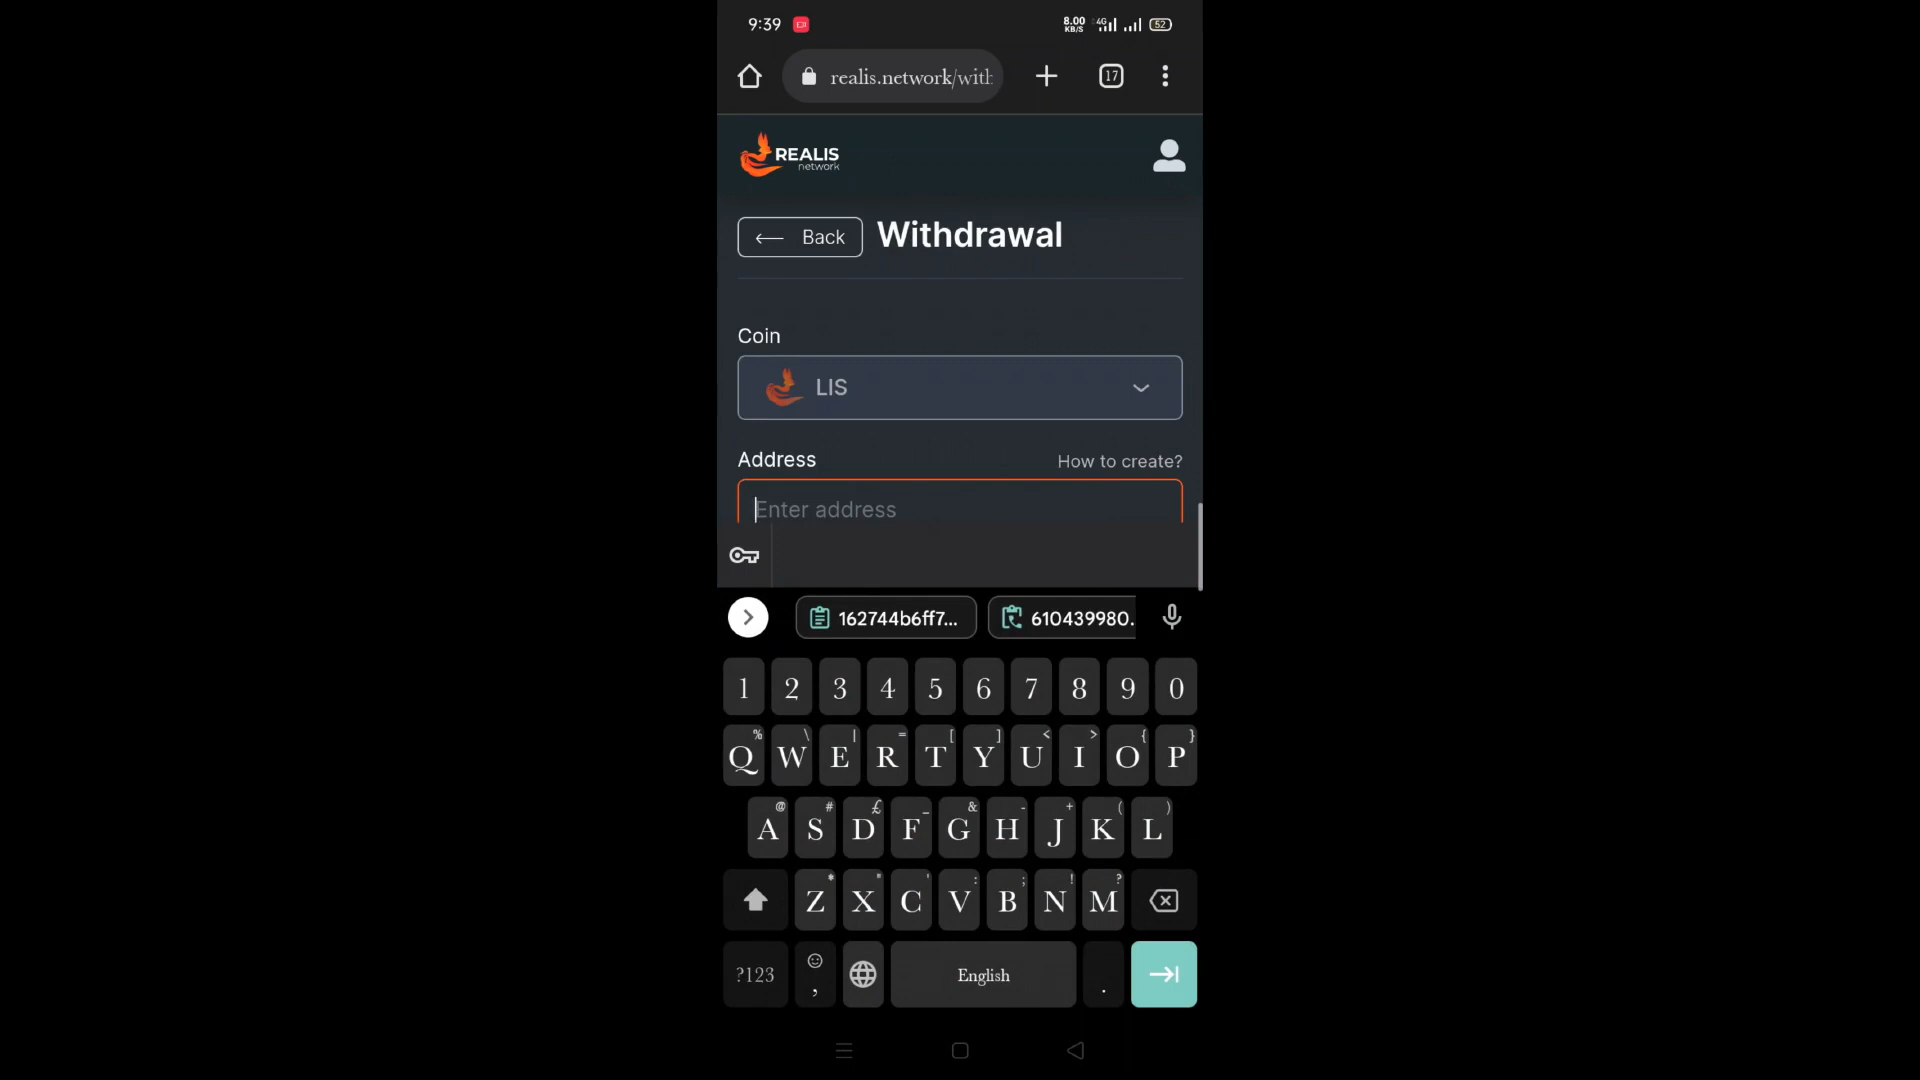 9:39
8.00
KB/S
4G
52
realis.network/with
17
REALIS
network
Back
Withdrawal
Coin
LIS
Address
How to create?
Enter address
162744b6ff7...
610439980.
1 2 3 4 5 6 7 8 9 0
% \ | = [ ] < > { }
Q W E R T Y U I O P
@ # £ _ & - + ( )
A S D F G H J K L
* " ' : ; ! ?
Z X C V B N M
?123
,
English
.